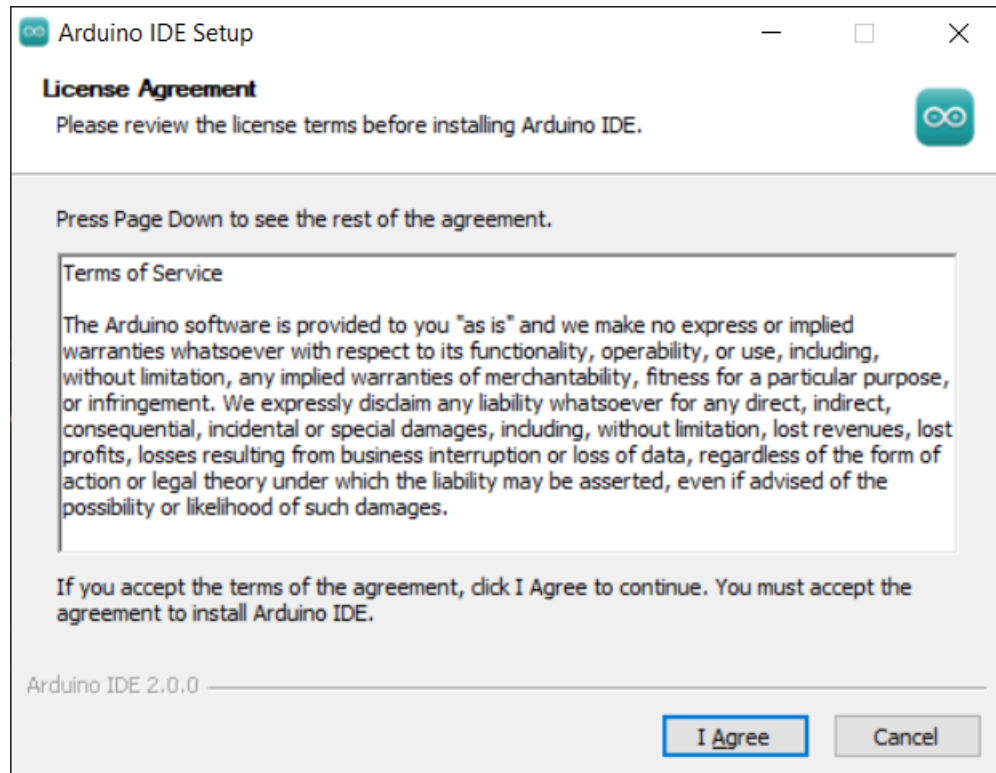 Arduino IDE Setup
License Agreement
Please review the license terms before installing Arduino IDE.
Press Page Down to see the rest of the agreement.
Terms of Service
The Arduino software is provided to you "as is" and we make no express or implied
warranties whatsoever with respect to its functionality, operability, or use, including,
without limitation, any implied warranties of merchantability, fitness for a particular purpose,
or infringement. We expressly disclaim any liability whatsoever for any direct, indirect,
consequential, incidental or special damages, including, without limitation, lost revenues, lost
profits, losses resulting from business interruption or loss of data, regardless of the form of
action or legal theory under which the liability may be asserted, even if advised of the
possibility or likelihood of such damages.
If you accept the terms of the agreement, click I Agree to continue. You must accept the
agreement to install Arduino IDE.
Arduino IDE 2.0.0
I Agree
Cancel